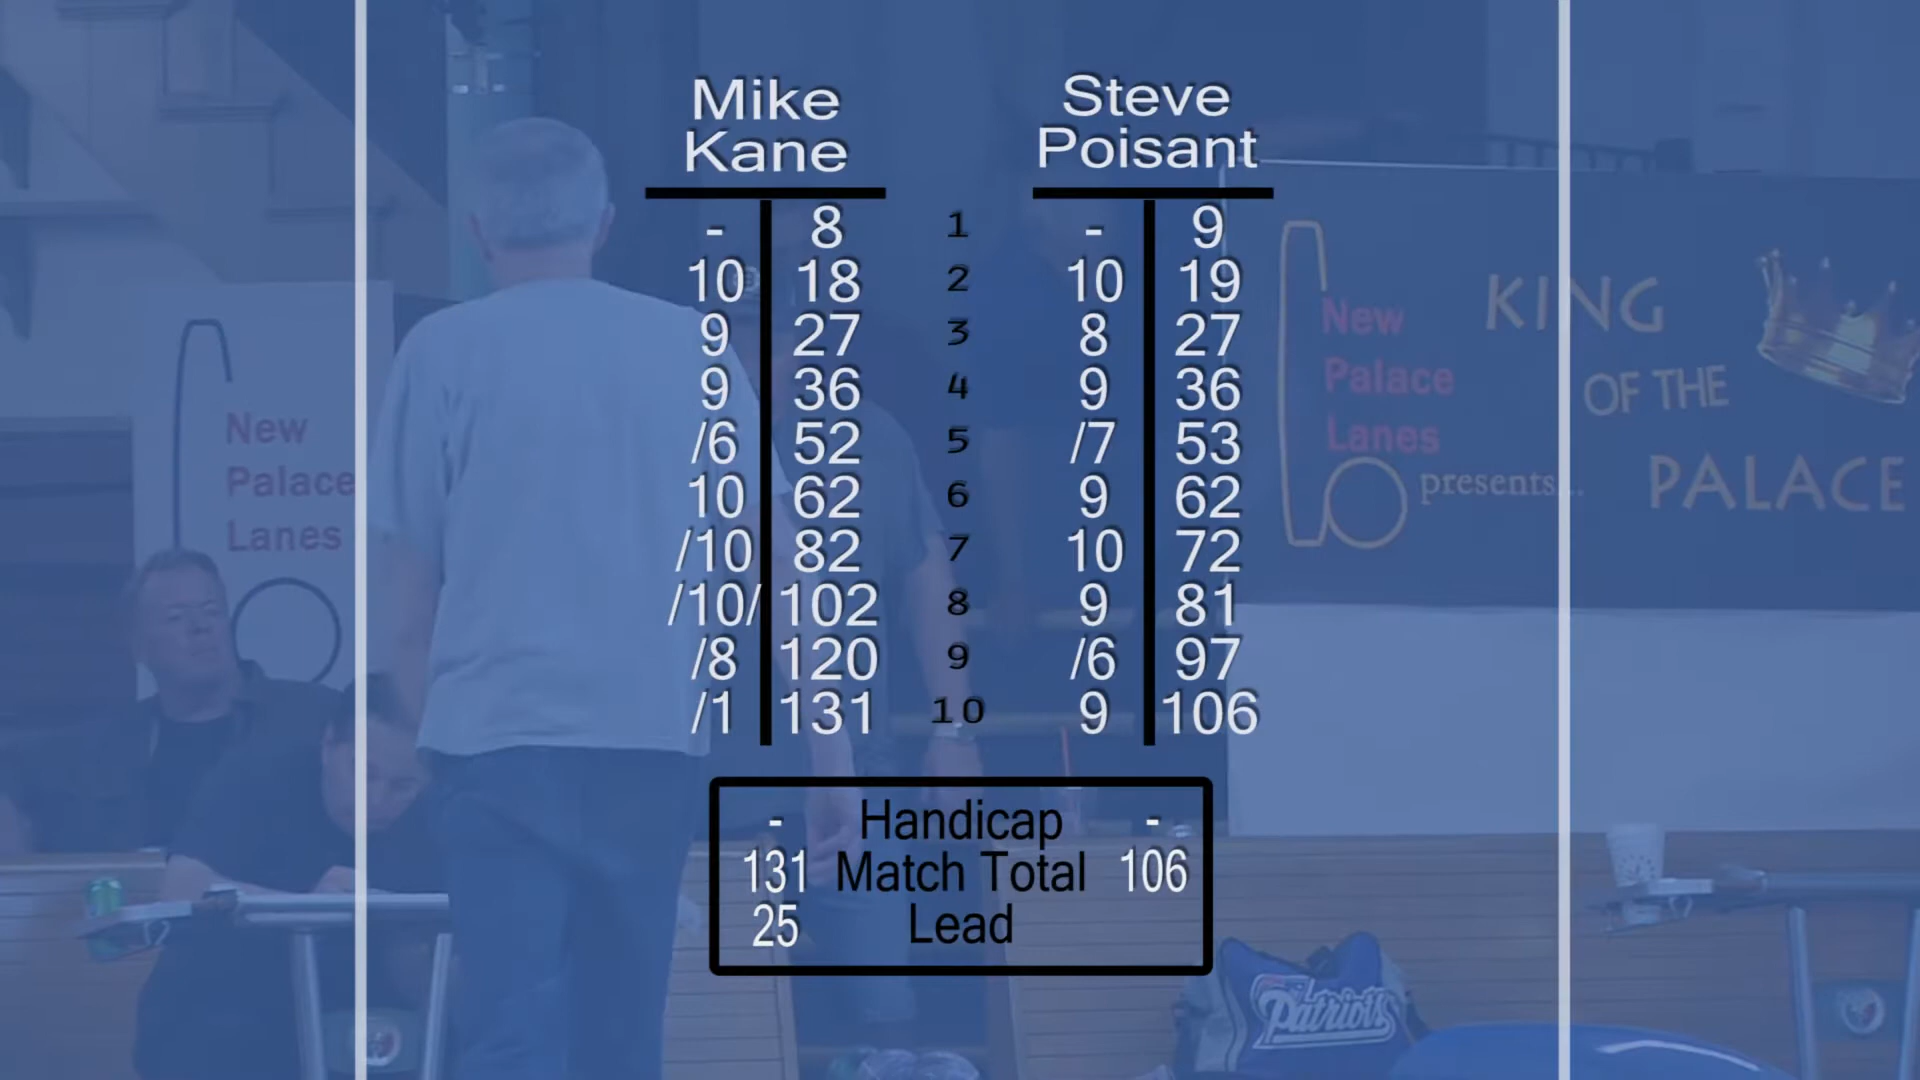 Mike Kane
Steve Poisant
- 8 1 - 9
10 18 2 10 19
9 27 3 8 27
9 36 4 9 36
/6 52 5 /7 53
10 62 6 9 62
/10 82 7 10 72
/10/ 102 8 9 81
/8 120 9 /6 97
/1 131 10 9 106
- Handicap -
131 Match Total 106
25 Lead
New
Palace
Lanes
New
Palace
Lanes
presents...
KING
OF THE
PALACE
Patriots